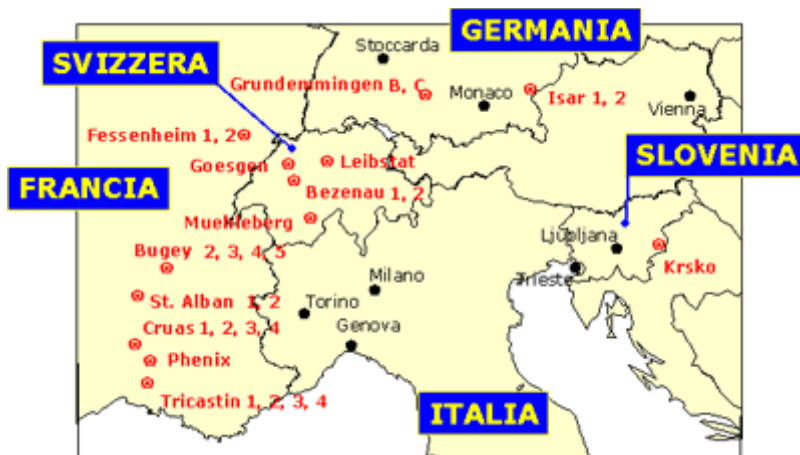 GERMANIA
Stoccarda
SVIZZERA
Grundemmingen B, C
Monaco
Isar 1, 2
Vienna
Fessenheim 1, 2
Goesgen
Leibstat
SLOVENIA
FRANCIA
Bezenau 1, 2
Muehleberg
Ljubljana
Bugey 2, 3, 4, 5
Krsko
Trieste
Milano
St. Alban 1, 2
Torino
Cruas 1, 2, 3, 4
Genova
Phenix
Tricastin 1, 2, 3, 4
ITALIA